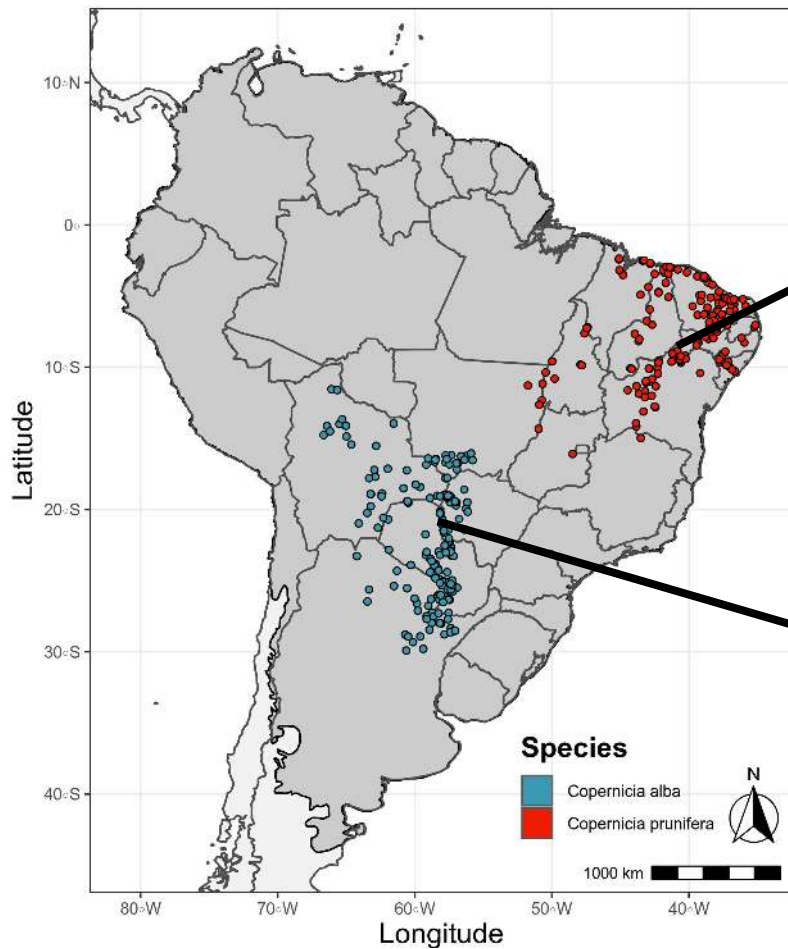 10°N
0°
10°S
20°S
30°S
40°S
Latitude
Species
Copernicia alba
Copernicia prunifera
N
1000 km
80°W
70°W
60°W
50°W
40°W
Longitude